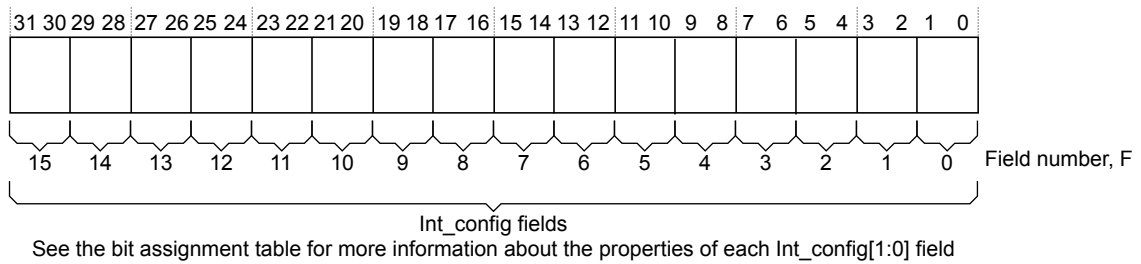 31 30 29 28 27 26 25 24 23 22 21 20 19 18 17 16 15 14 13 12 11 10 9 8 7 6 5 4 3 2 1 0
15 14 13 12 11 10 9 8 7 6 5 4 3 2 1 0 Field number, F
Int_config fields
See the bit assignment table for more information about the properties of each Int_config[1:0] field